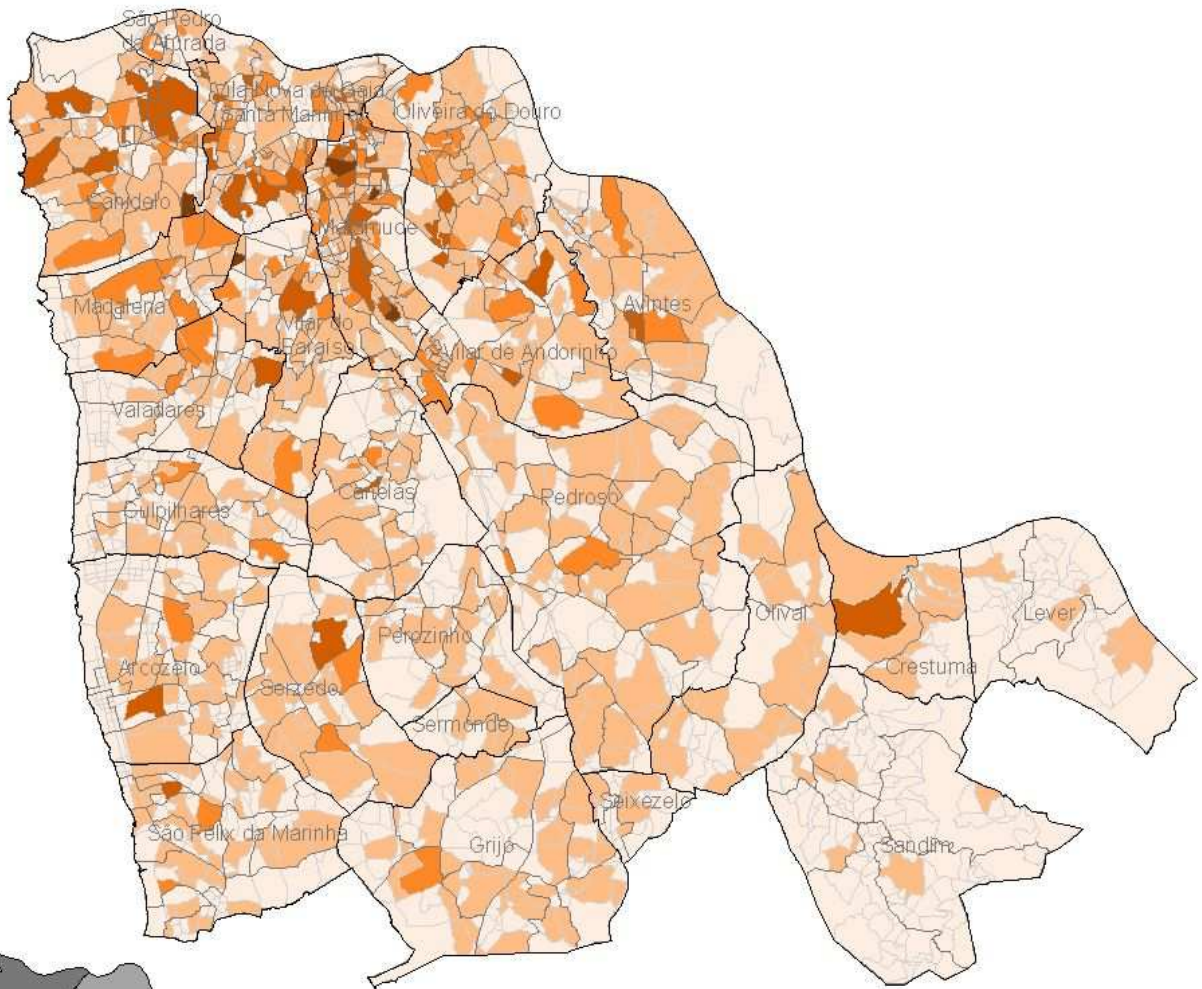 São Pedro
da Afurada
Vila Nova de Gaia
Santa Marinha
Oliveira do Douro
Canidelo
Mafamude
Madalena
Avintes
Vilar do
Paraíso
Vilar de Andorinho
Valadares
Canelas
Pedroso
Gulpilhares
Olival
Lever
Perozinho
Crestuma
Arcozelo
Serzedo
Sermonde
Seixezelo
São Félix da Marinha
Grijó
Sandim